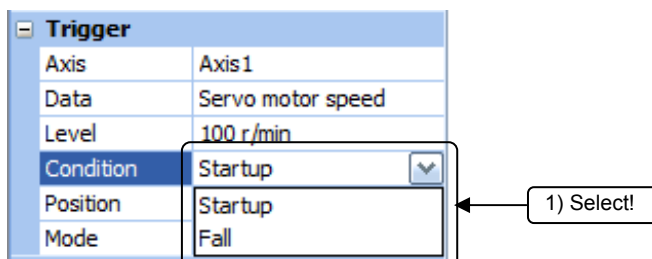 Trigger
Axis Axis1
Data Servo motor speed
Level 100 r/min
Condition Startup
Position Startup
Mode Fall
1) Select!